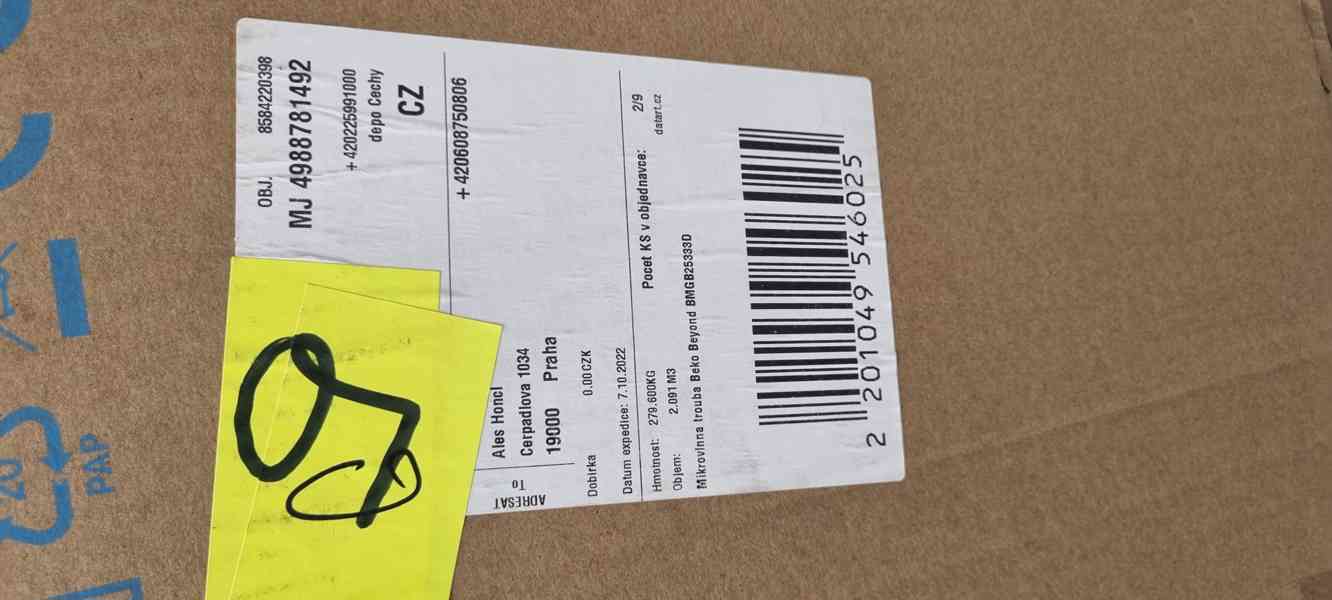 OBJ. 8584220398
MJ 4988781492
+420225991000
depo Cechy
CZ
+420608750806
ADRESAT
To
Ales Honcl
Cerpadlova 1034
19000 Praha
Dobirka 0.00CZK
Datum expedice: 7.10.2022
Hmotnost: 279.600KG
Pocet KS v objednavce: 2/9
Objem: 2.091 M3
datart.cz
Mikrovlnna trouba Beko Beyond BMGB25333D
2 201049 546025
20
PAP